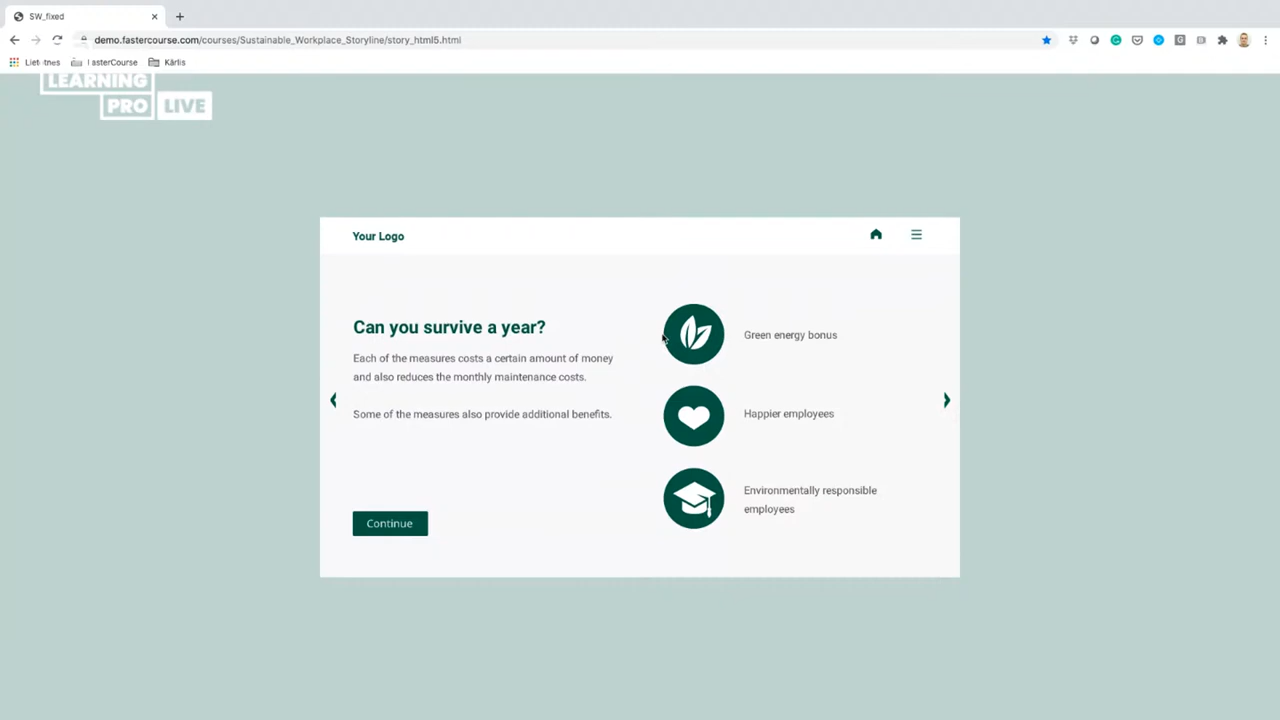 SW_fixed
demo.fastercourse.com/courses/Sustainable_Workplace_Storyline/story_html5.html
FasterCourse
Kārlis
LEARNING
PRO LIVE
Your Logo
Can you survive a year?
Each of the measures costs a certain amount of money
and also reduces the monthly maintenance costs.
Some of the measures also provide additional benefits.
Continue
Green energy bonus
Happier employees
Environmentally responsible
employees